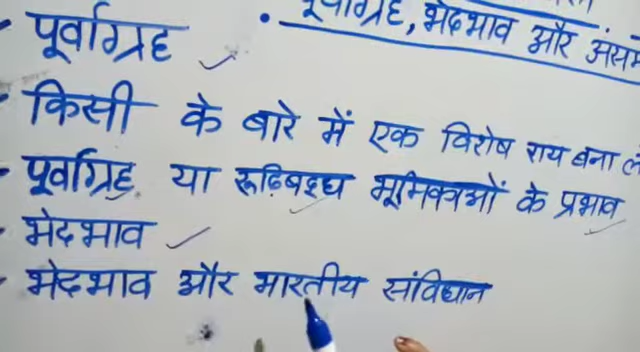 पूर्वाग्रह, भेदभाव और
पूर्वाग्रह
किसी के बारे में एक विशेष राय बना
पूर्वाग्रह या रूढ़िबद्ध भूमिकाओं के प्रभाव
भेदभाव
भेदभाव और भारतीय संविधान